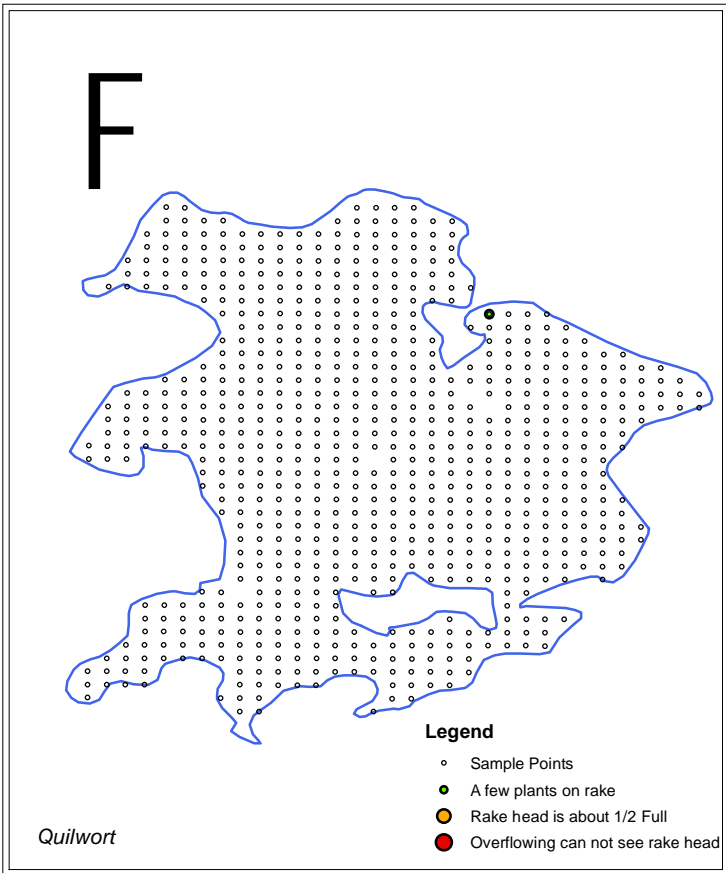 F
Legend
Sample Points
A few plants on rake
Rake head is about 1/2 Full
Overflowing can not see rake head
Quilwort